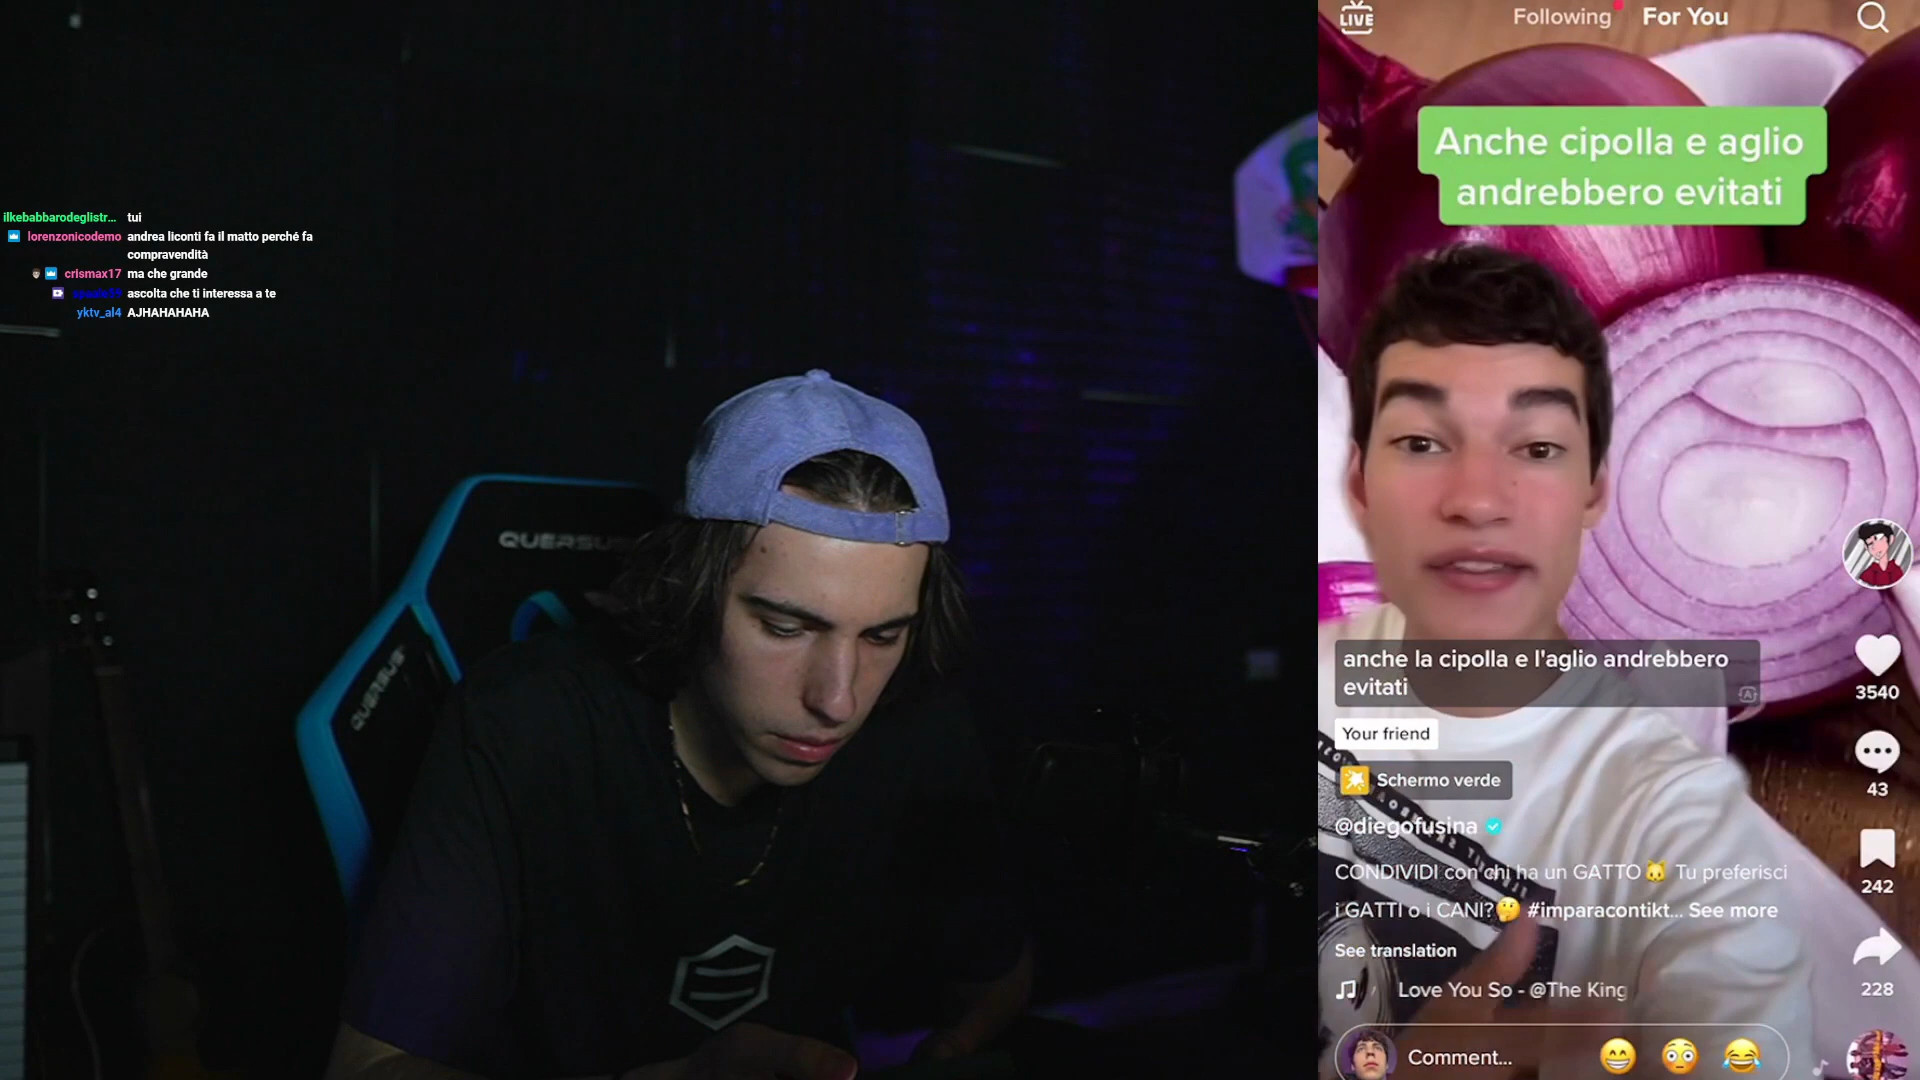 ilkebabbarodeglistr... tui
lorenzonicodemo andrea liconti fa il matto perché fa
compravendità
crismax17 ma che grande
ascolta che ti interessa a te
yktv_al4 AJHAHAHAHA
QUERSUS
QUERSUS
LIVE
Following For You
Anche cipolla e aglio
andrebbero evitati
anche la cipolla e l'aglio andrebbero
evitati
Your friend
Schermo verde
@diegofusina
CONDIVIDI con chi ha un GATTO🐱 Tu preferisci
i GATTI o i CANI?🤔 #imparacontikt... See more
See translation
Love You So - @The King
3540
43
242
228
Comment...